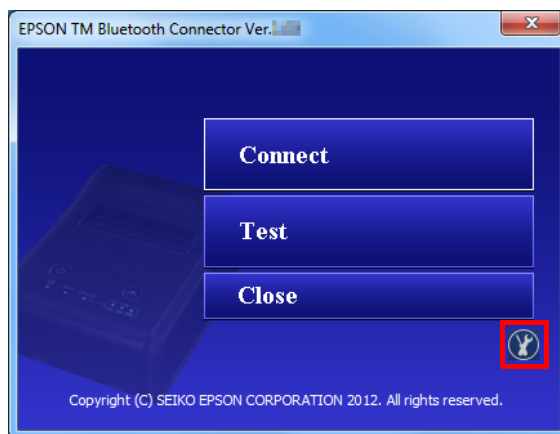 EPSON TM Bluetooth Connector Ver.
Connect
Test
Close
Copyright (C) SEIKO EPSON CORPORATION 2012. All rights reserved.